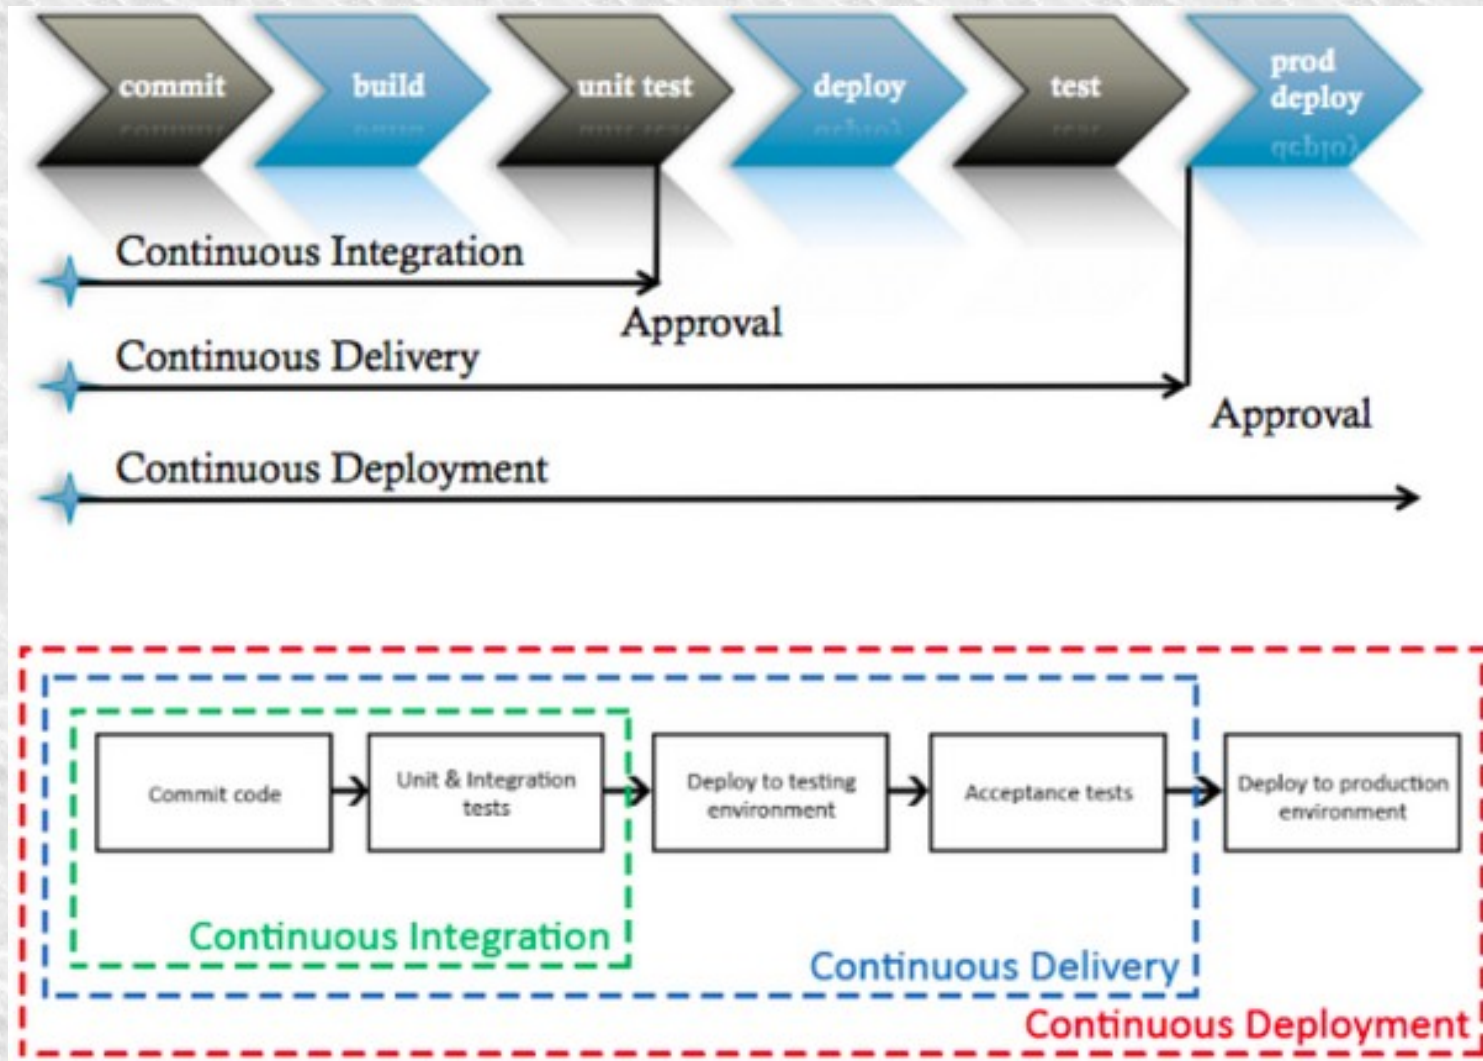 commit
build
unit test
deploy
test
prod
deploy
Continuous Integration
Approval
Continuous Delivery
Approval
Continuous Deployment
Commit code
Unit & Integration
tests
Deploy to testing
environment
Acceptance tests
Deploy to production
environment
Continuous Integration
Continuous Delivery
Continuous Deployment